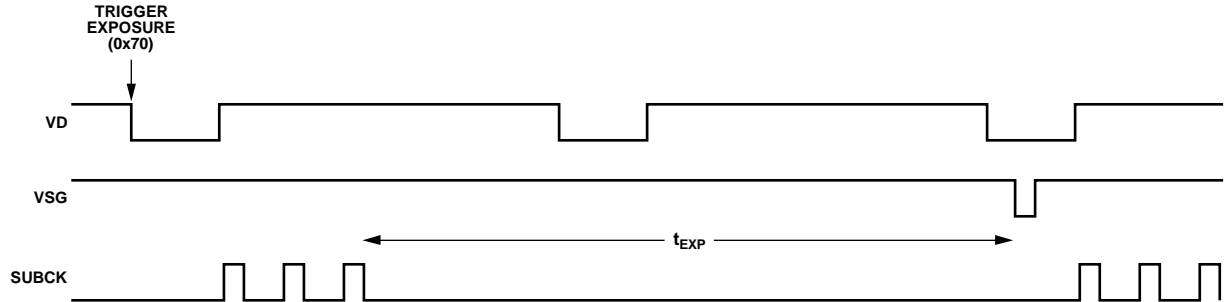 TRIGGER
EXPOSURE
(0x70)
VD
VSG
tEXP
SUBCK